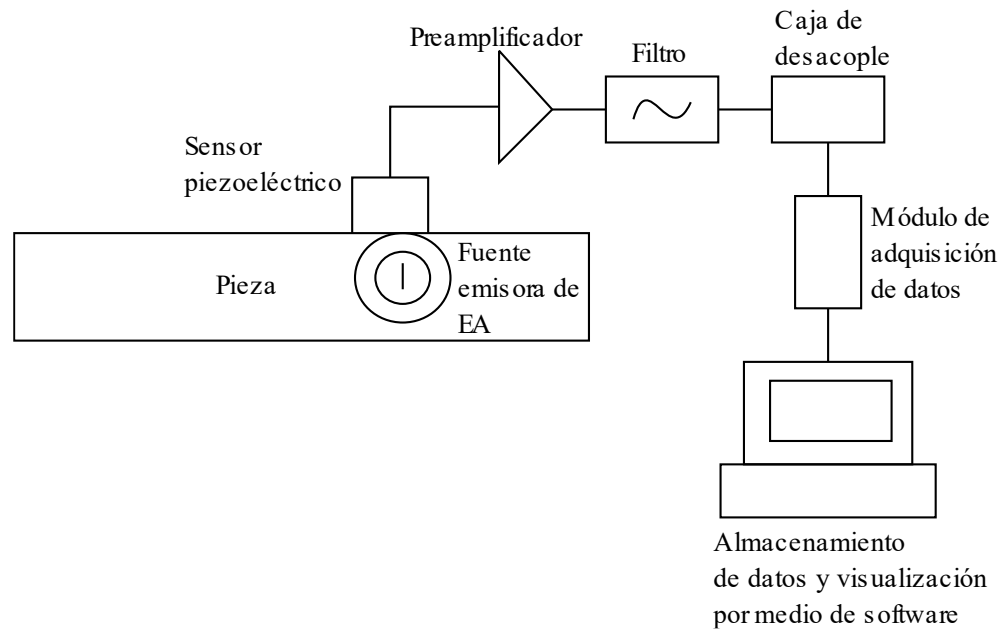 Caja de
desacople
Preamplificador
Filtro
Sensor
piezoeléctrico
Módulo de
adquisición
de datos
Fuente
emisora de
EA
Pieza
Almacenamiento
de datos y visualización
por medio de software